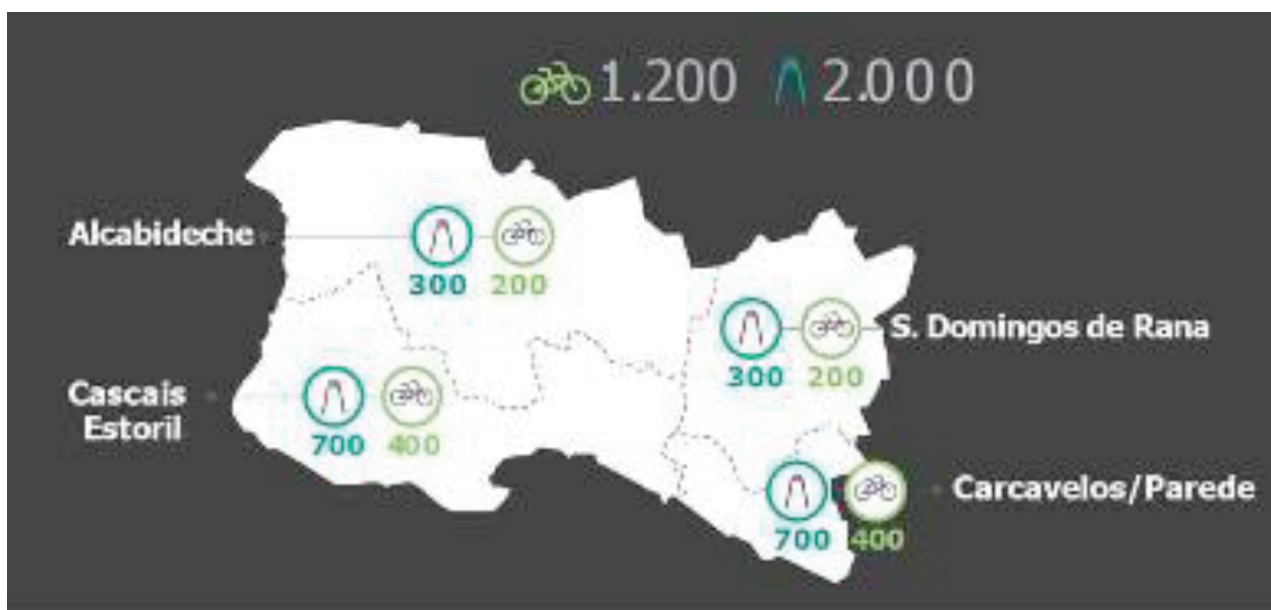 1.200 2.000
Alcabideche
300 200
S. Domingos de Rana
300 200
Cascais
Estoril
700 400
Carcavelos/Parede
700 400